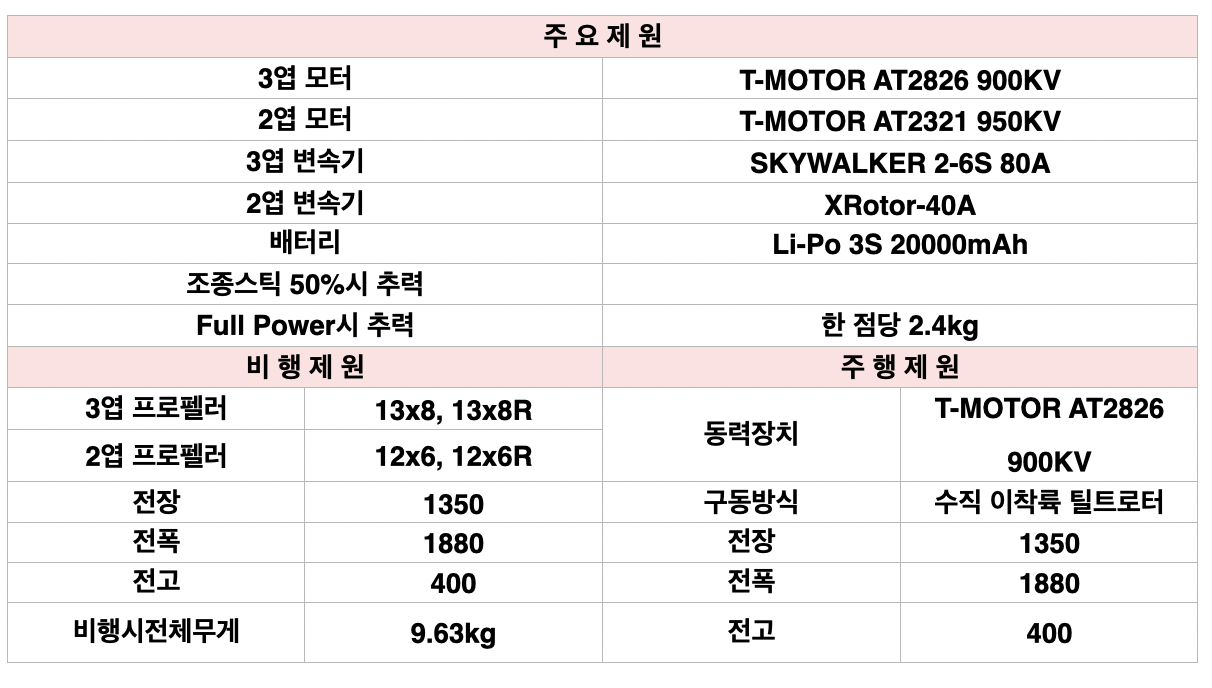 주 요 제 원
3엽 모터 T-MOTOR AT2826 900KV
2엽 모터 T-MOTOR AT2321 950KV
3엽 변속기 SKYWALKER 2-6S 80A
2엽 변속기 XRotor-40A
배터리 Li-Po 3S 20000mAh
조종스틱 50%시 추력
Full Power시 추력 한 점당 2.4kg
비 행 제 원 주 행 제 원
3엽 프로펠러 13x8, 13x8R
2엽 프로펠러 12x6, 12x6R
동력장치 T-MOTOR AT2826
900KV
전장 1350 구동방식 수직 이착륙 틸트로터
전폭 1880 전장 1350
전고 400 전폭 1880
비행시전체무게 9.63kg 전고 400